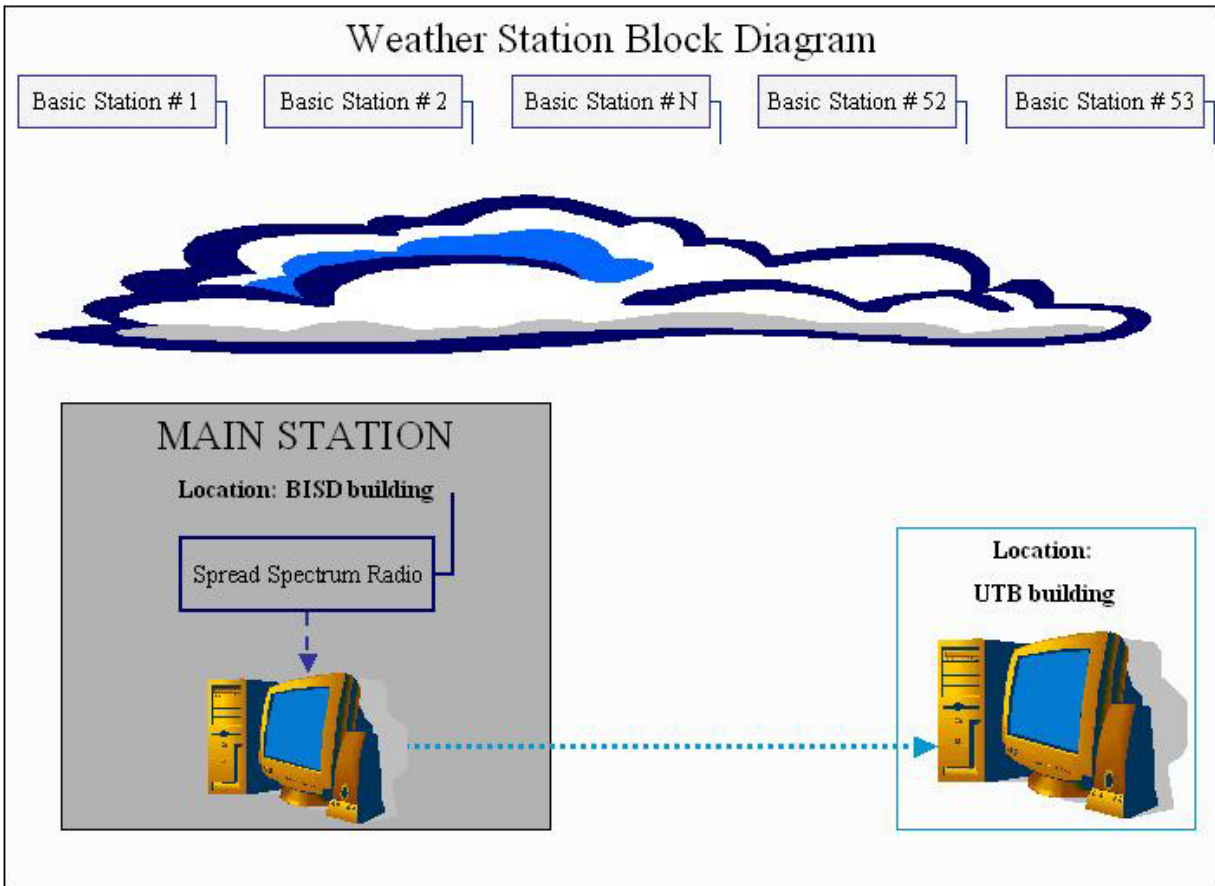 Weather Station Block Diagram
Basic Station # 1
Basic Station # 2
Basic Station # N
Basic Station # 52
Basic Station # 53
MAIN STATION
Location: BISD building
Spread Spectrum Radio
Location:
UTB building